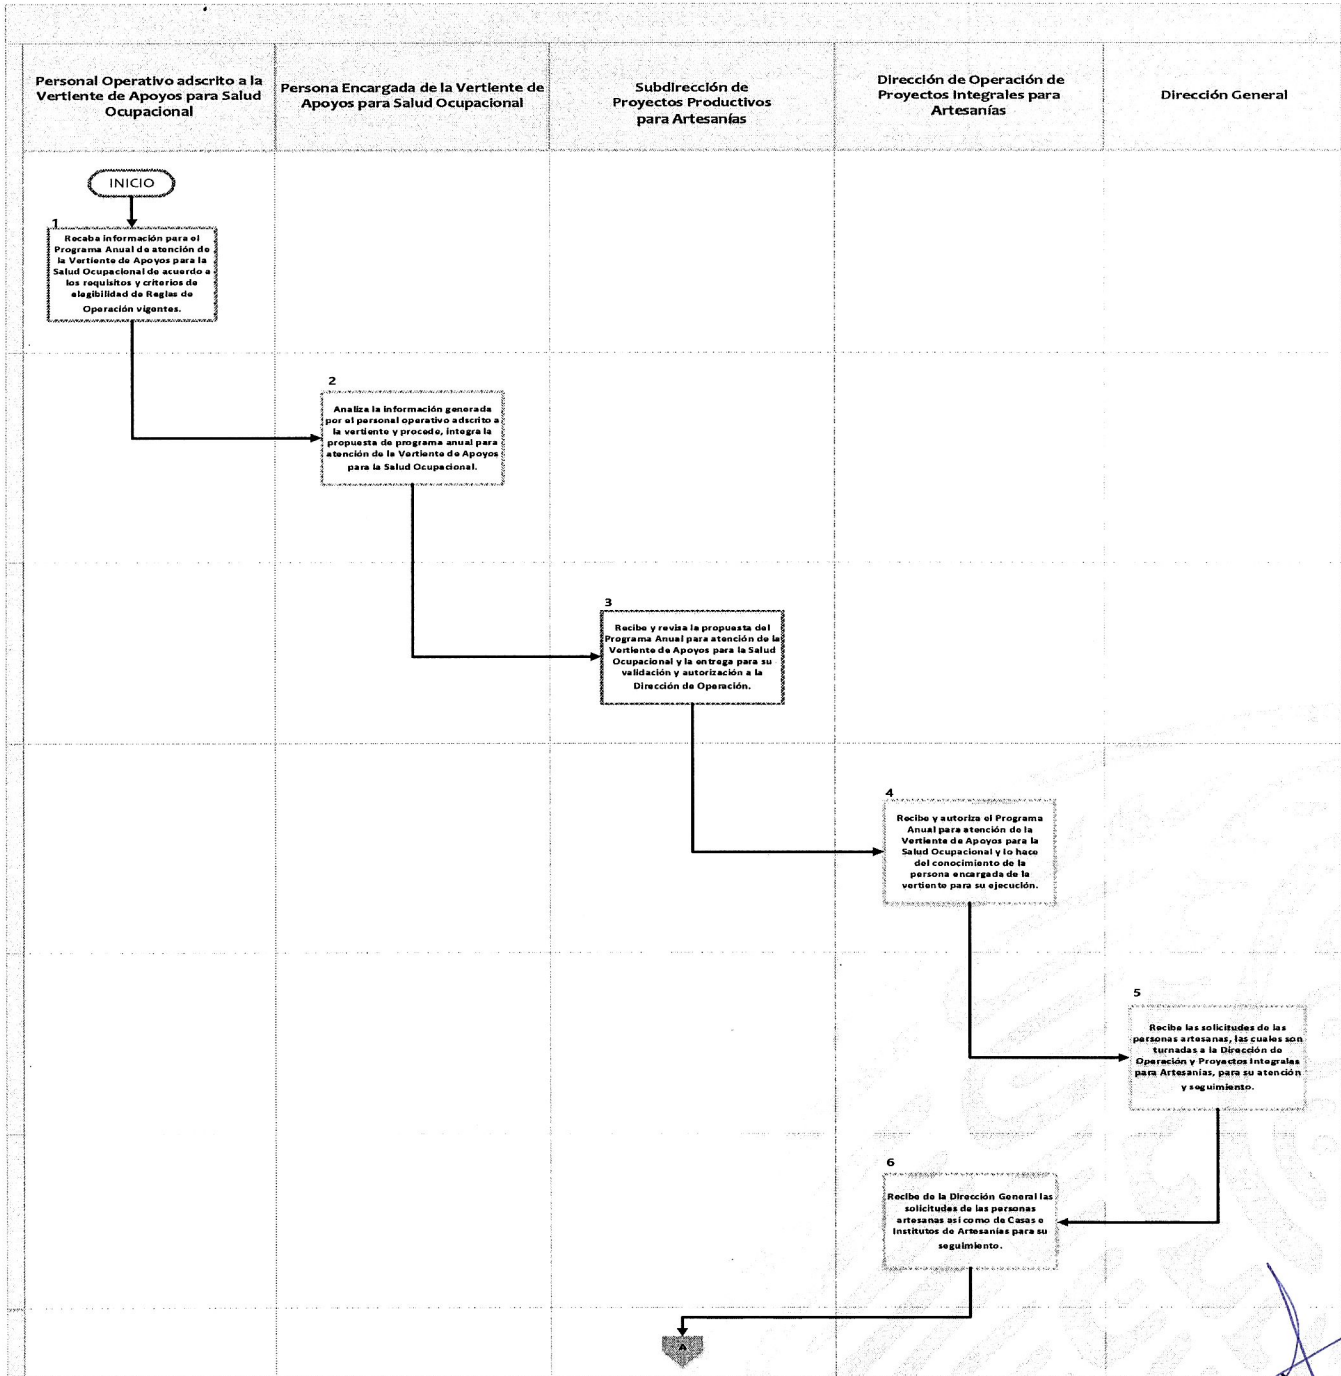 Personal Operativo adscrito a la
Vertiente de Apoyos para Salud
Ocupacional
Persona Encargada de la Vertiente de
Apoyos para Salud Ocupacional
Subdirección de
Proyectos Productivos
para Artesanías
Dirección de Operación de
Proyectos Integrales para
Artesanías
Dirección General
INICIO
1
Recaba información para el
Programa Anual de atención de
la Vertiente de Apoyos para la
Salud Ocupacional de acuerdo a
los requisitos y criterios de
elegibilidad de Reglas de
Operación vigentes.
2
Analiza la información generada
por el personal operativo adscrito a
la vertiente y procede, integra la
propuesta de programa anual para
atención de la Vertiente de Apoyos
para la Salud Ocupacional.
3
Recibe y revisa la propuesta del
Programa Anual para atención de la
Vertiente de Apoyos para la Salud
Ocupacional y la entrega para su
validación y autorización a la
Dirección de Operación.
4
Recibe y autoriza el Programa
Anual para atención de la
Vertiente de Apoyos para la
Salud Ocupacional y lo hace
del conocimiento de la
persona encargada de la
vertiente para su ejecución.
5
Recibe las solicitudes de las
personas artesanas, las cuales son
turnadas a la Dirección de
Operación y Proyectos Integrales
para Artesanías, para su atención
y seguimiento.
6
Recibe de la Dirección General las
solicitudes de las personas
artesanas así como de Casas e
Institutos de Artesanías para su
seguimiento.
A